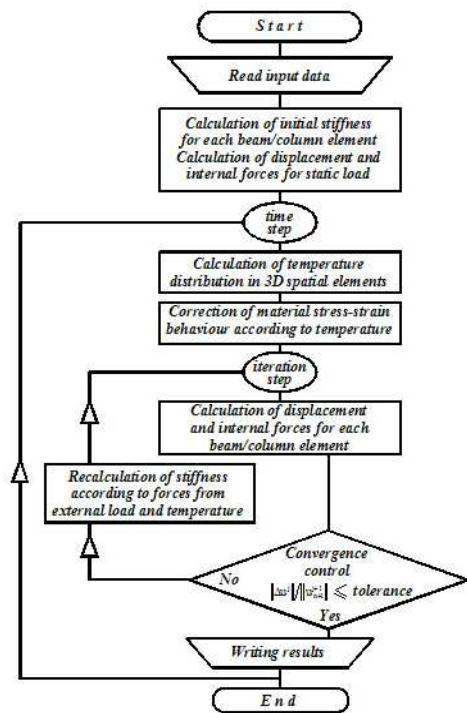 Start
Read input data
Calculation of initial stiffness
for each beam/column element
Calculation of displacement and
internal forces for static load
time
step
Calculation of temperature
distribution in 3D spatial elements
Correction of material stress-strain
behaviour according to temperature
iteration
step
Calculation of displacement
and internal forces for each
beam/column element
Recalculation of stiffness
according to forces from
external load and temperature
Convergence
No control
≤ tolerance
Yes
Writing results
End